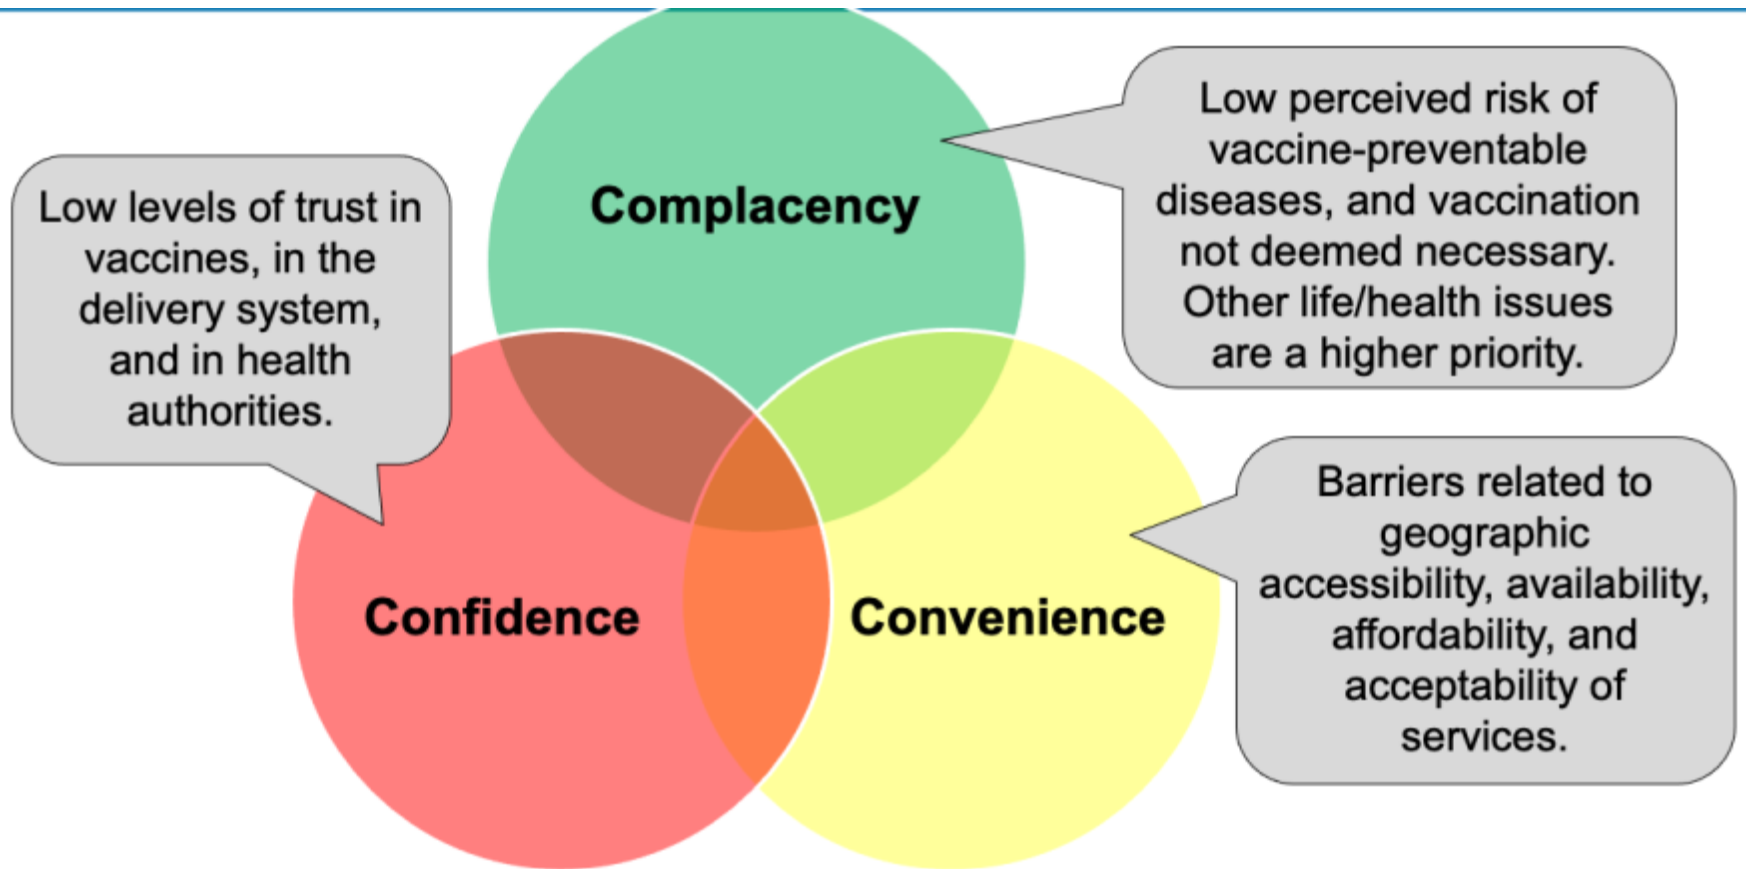 Complacency
Low perceived risk of
vaccine-preventable
diseases, and vaccination
not deemed necessary.
Other life/health issues
are a higher priority.
Low levels of trust in
vaccines, in the
delivery system,
and in health
authorities.
Confidence
Convenience
Barriers related to
geographic
accessibility, availability,
affordability, and
acceptability of
services.